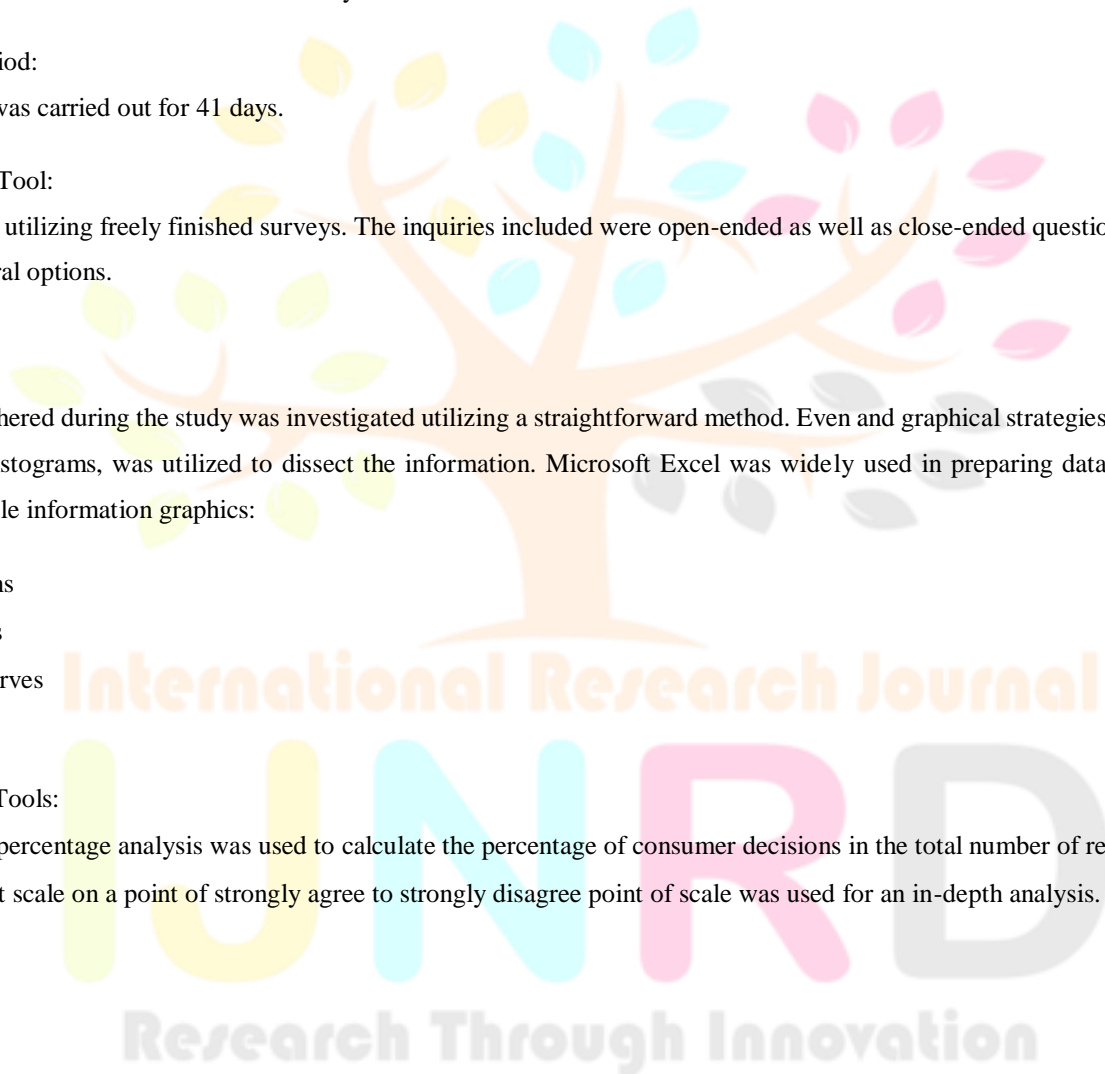 iod:
was carried out for 41 days.
Tool:
utilizing freely finished surveys. The inquiries included were open-ended as well as close-ended questio
ral options.
hered during the study was investigated utilizing a straightforward method. Even and graphical strategies
stograms, was utilized to dissect the information. Microsoft Excel was widely used in preparing data
le information graphics:
ns
s
rves
International Research Journal
IJNRD
Tools:
percentage analysis was used to calculate the percentage of consumer decisions in the total number of re
t scale on a point of strongly agree to strongly disagree point of scale was used for an in-depth analysis.
Research Through Innovation